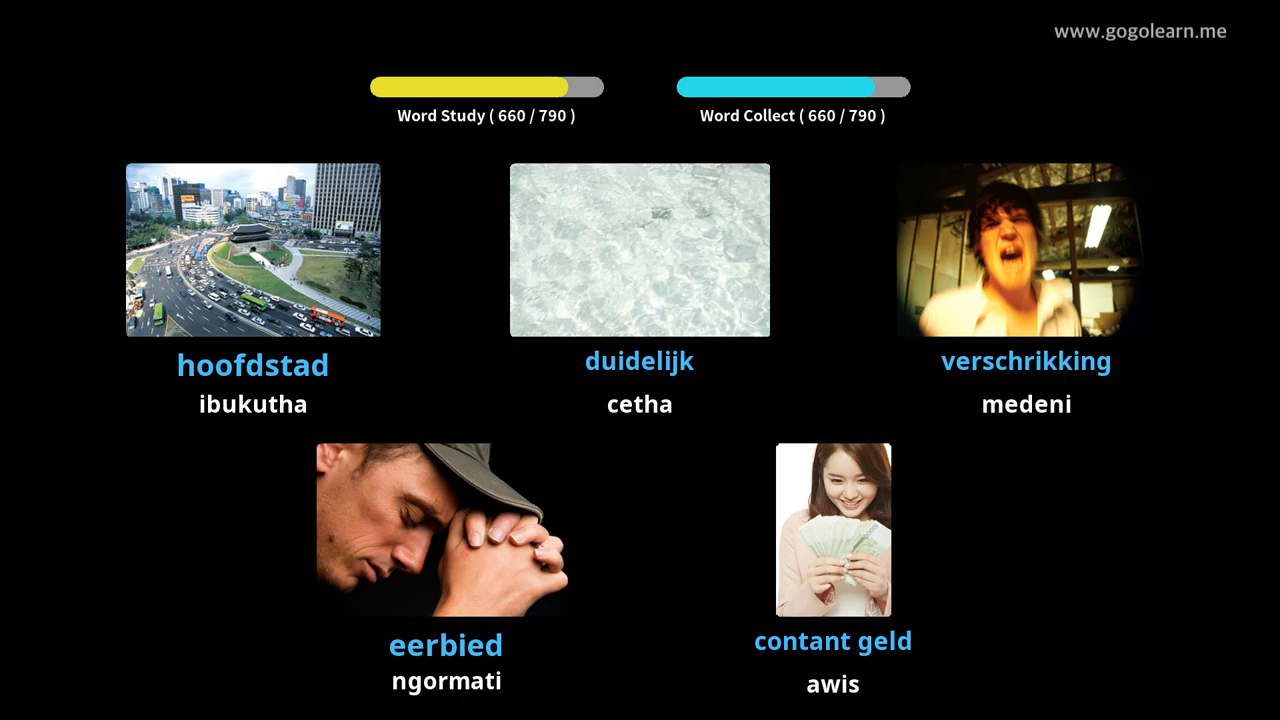 www.gogolearn.me
Word Study ( 660 / 790 )
Word Collect ( 660 / 790 )
hoofdstad
ibukutha
duidelijk
cetha
verschrikking
medeni
eerbied
ngormati
contant geld
awis